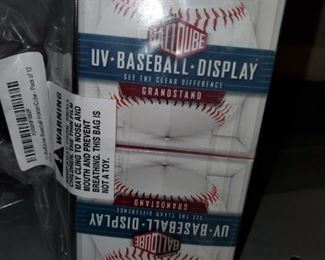 BALLQUBE
UV·BASEBALL·DISPLAY
SEE THE CLEAR DIFFERENCE
GRANDSTAND
WARNING
MAY CLING TO NOSE AND
MOUTH AND PREVENT
BREATHING. THIS BAG IS
NOT A TOY.
GRANDSTAND
SEE THE CLEAR DIFFERENCE
UV·BASEBALL·DISPLAY
BALLQUBE